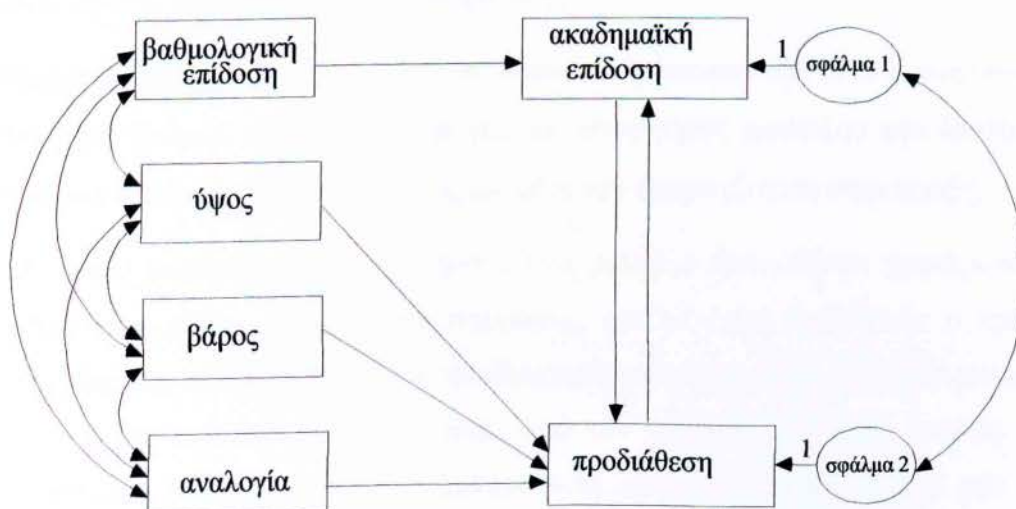 βαθμολογική
επίδοση
ακαδημαϊκή
επίδοση
1
σφάλμα 1
ύψος
βάρος
αναλογία
προδιάθεση
1
σφάλμα 2